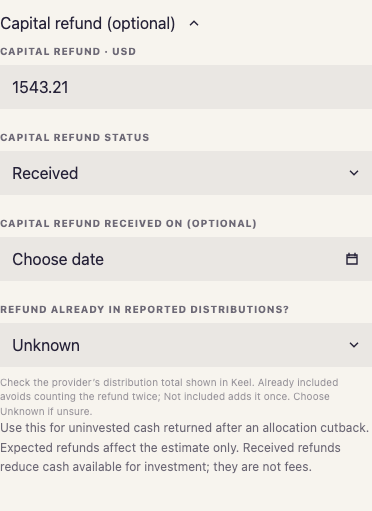 Capital refund (optional)
CAPITAL REFUND · USD
1543.21
CAPITAL REFUND STATUS
Received
CAPITAL REFUND RECEIVED ON (OPTIONAL)
Choose date
REFUND ALREADY IN REPORTED DISTRIBUTIONS?
Unknown
Check the provider's distribution total shown in Keel. Already included
avoids counting the refund twice; Not included adds it once. Choose
Unknown if unsure.
Use this for uninvested cash returned after an allocation cutback.
Expected refunds affect the estimate only. Received refunds
reduce cash available for investment; they are not fees.